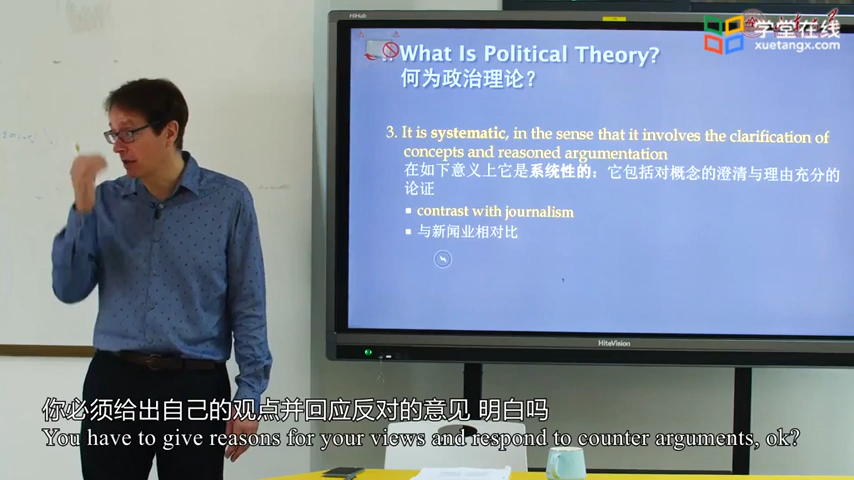 HiHub
学堂在线
xuetangx.com
What Is Political Theory?
何为政治理论？
3. It is systematic, in the sense that it involves the clarification of
concepts and reasoned argumentation
在如下意义上它是系统性的：它包括对概念的澄清与理由充分的
论证
▪ contrast with journalism
▪ 与新闻业相对比
HiteVision
你必须给出自己的观点并回应反对的意见 明白吗
You have to give reasons for your views and respond to counter arguments, ok?